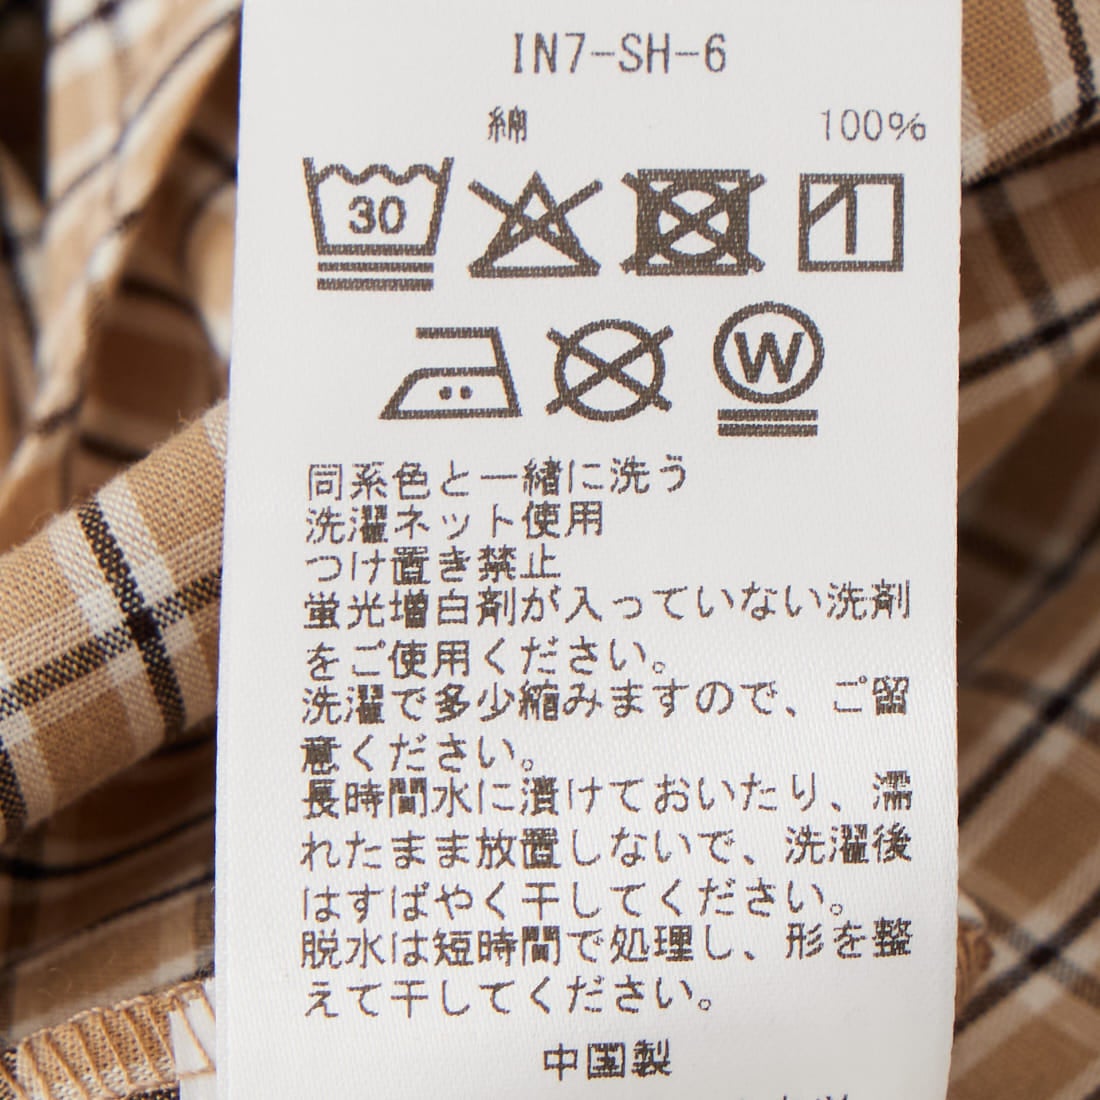 IN7-SH-6
綿 100%
30
W
同系色と一緒に洗う
洗濯ネット使用
つけ置き禁止
蛍光増白剤が入っていない洗剤
をご使用ください。
洗濯で多少縮みますので、ご留
意ください。
長時間水に漬けておいたり、濡
れたまま放置しないで、洗濯後
はすばやく干してください。
脱水は短時間で処理し、形を整
えて干してください。
中国製